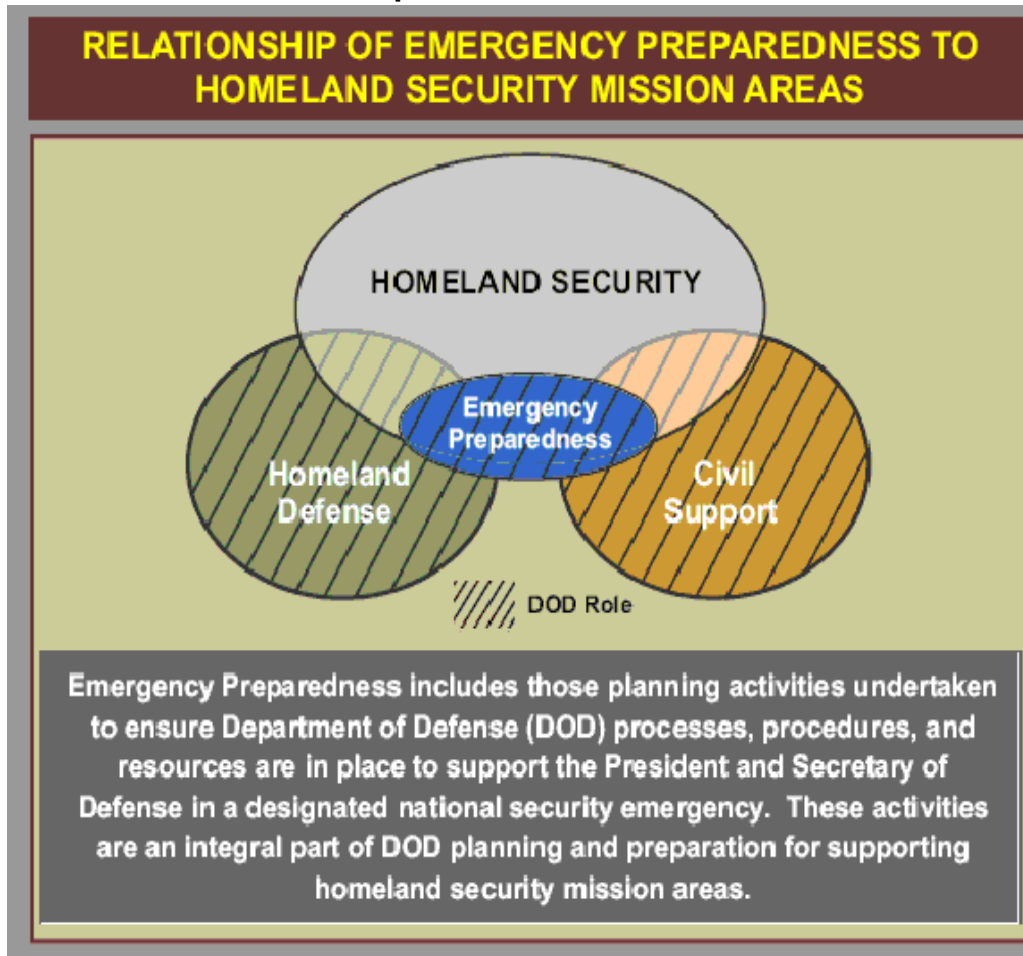 RELATIONSHIP OF EMERGENCY PREPAREDNESS TO
HOMELAND SECURITY MISSION AREAS
HOMELAND SECURITY
Emergency
Preparedness
Homeland
Defense
Civil
Support
DOD Role
Emergency Preparedness includes those planning activities undertaken
to ensure Department of Defense (DOD) processes, procedures, and
resources are in place to support the President and Secretary of
Defense in a designated national security emergency. These activities
are an integral part of DOD planning and preparation for supporting
homeland security mission areas.